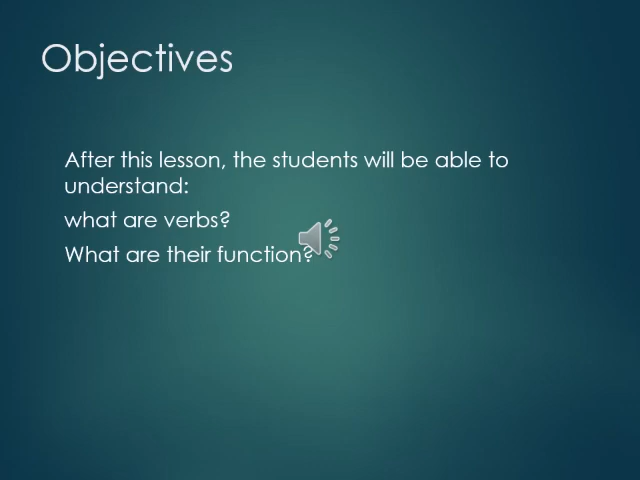 Objectives
After this lesson, the students will be able to
understand:
what are verbs?
What are their function?